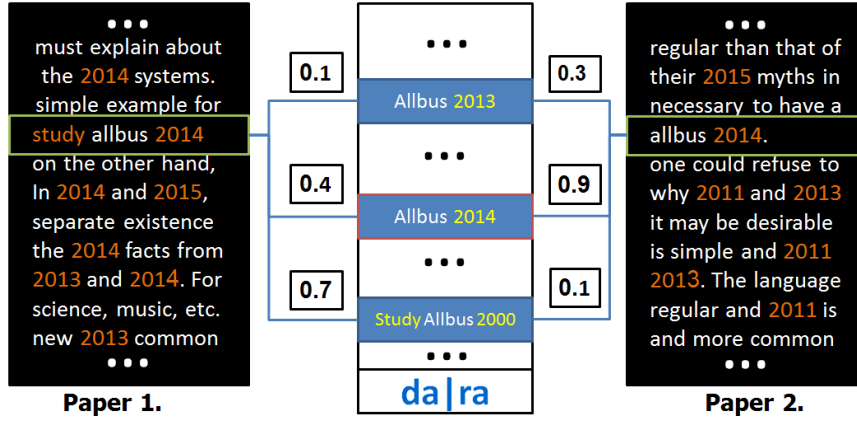 ...
must explain about
the 2014 systems.
simple example for
study allbus 2014
on the other hand,
In 2014 and 2015,
separate existence
the 2014 facts from
2013 and 2014. For
science, music, etc.
new 2013 common
...
Paper 1.
0.1
0.4
0.7
...
Allbus 2013
...
Allbus 2014
...
Study Allbus 2000
...
da|ra
0.3
0.9
0.1
...
regular than that of
their 2015 myths in
necessary to have a
allbus 2014.
one could refuse to
why 2011 and 2013
it may be desirable
is simple and 2011
2013. The language
regular and 2011 is
and more common
...
Paper 2.